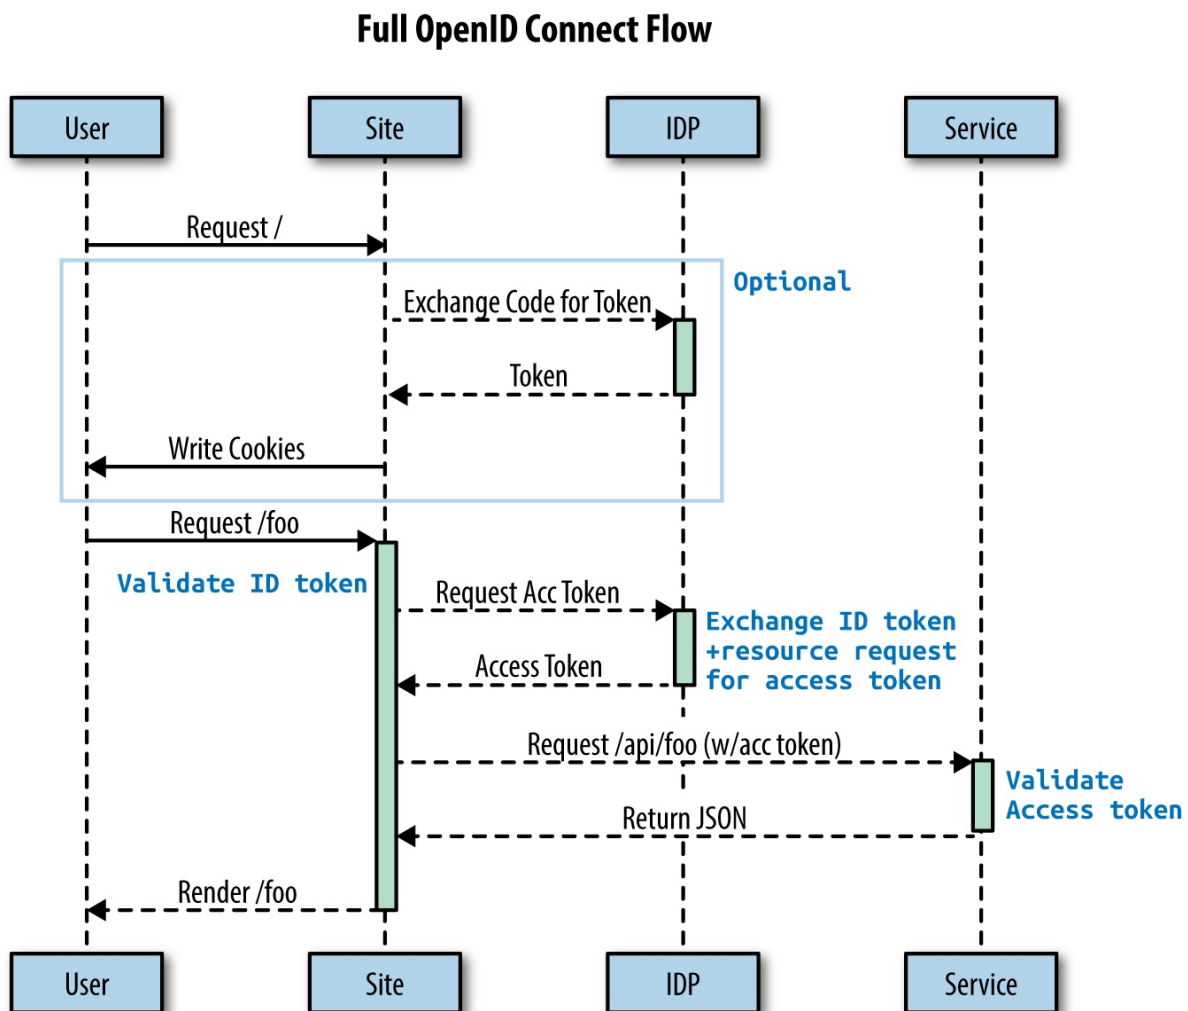 Full OpenID Connect Flow
User
Site
IDP
Service
Request /
Optional
Exchange Code for Token
Token
Write Cookies
Request /foo
Validate ID token
Request Acc Token
Exchange ID token
+resource request
for access token
Access Token
Request /api/foo (w/acc token)
Validate
Access token
Return JSON
Render /foo
User
Site
IDP
Service